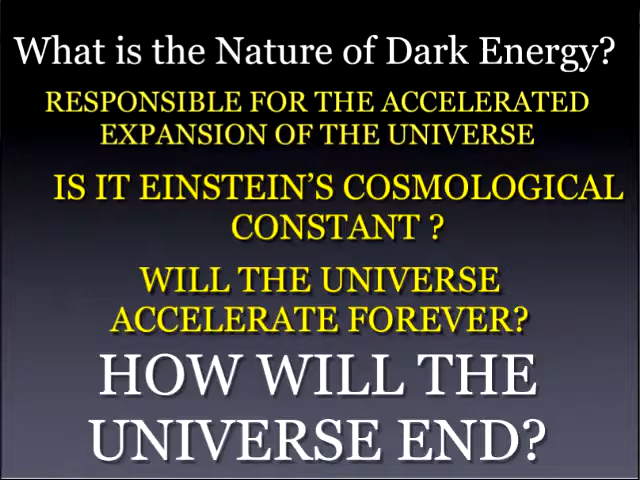 What is the Nature of Dark Energy?
RESPONSIBLE FOR THE ACCELERATED
EXPANSION OF THE UNIVERSE
IS IT EINSTEIN’S COSMOLOGICAL
CONSTANT ?
WILL THE UNIVERSE
ACCELERATE FOREVER?
HOW WILL THE
UNIVERSE END?